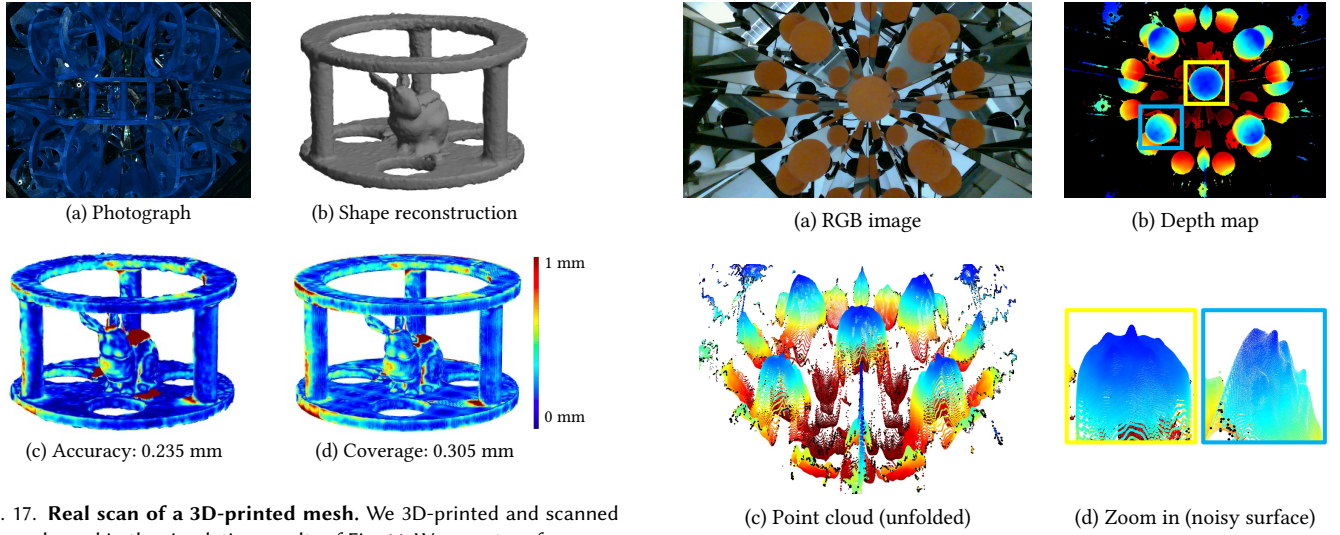 (a) Photograph
(b) Shape reconstruction
1 mm
0 mm
(c) Accuracy: 0.235 mm
(d) Coverage: 0.305 mm
. 17. Real scan of a 3D-printed mesh. We 3D-printed and scanned
(a) RGB image
(b) Depth map
(c) Point cloud (unfolded)
(d) Zoom in (noisy surface)